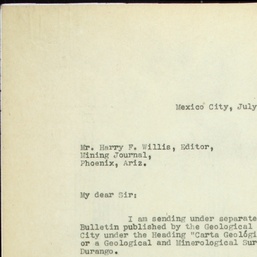 Mexico City, July
Mr. Harry F. Willis, Editor,
Mining Journal,
Phoenix, Ariz.
My dear Sir:
I am sending under separate
Bulletin published by the Geological
City under the Heading "Carta Geológi
or a Geological and Minerological Sur
Durango.